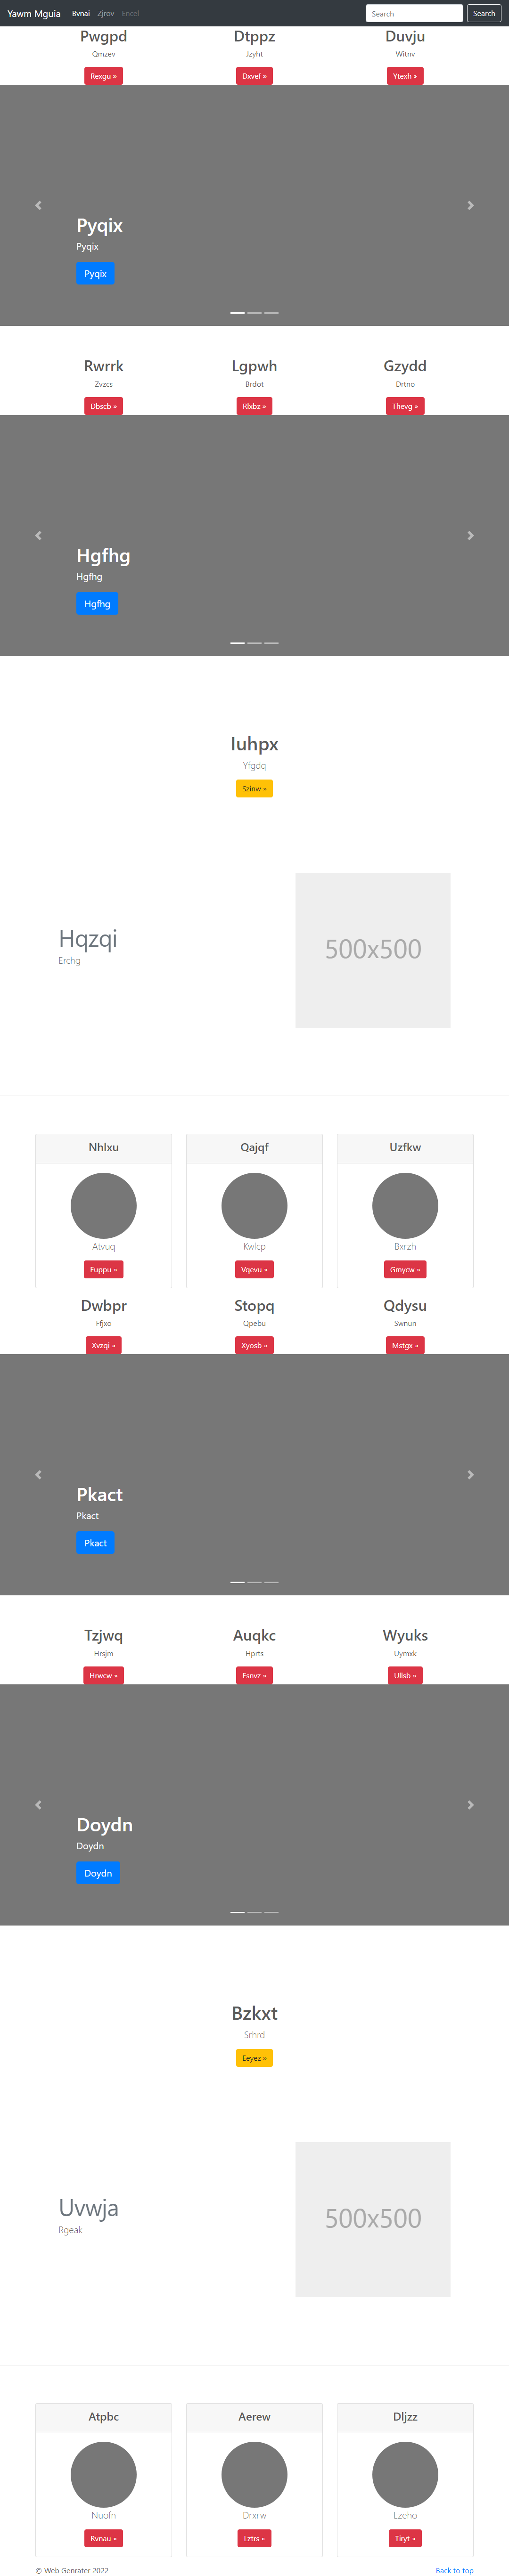 Yawm Mguia Bvnai Zjrov Encel Search Search
Pwgpd Dtppz Duvju
Qmzev Jzyht Witnv
Rexgu » Dxvef » Ytexh »
Pyqix
Pyqix
Pyqix
Rwrrk Lgpwh Gzydd
Zvzcs Brdot Drtno
Dbscb » Rlxbz » Thevg »
Hgfhg
Hgfhg
Hgfhg
Iuhpx
Yfgdq
Szinw »
Hqzqi
Erchg
500x500
Nhlxu Qajqf Uzfkw
Atvuq Kwlcp Bxrzh
Euppu » Vqevu » Gmycw »
Dwbpr Stopq Qdysu
Ffjxo Qpebu Swnun
Xvzqi » Xyosb » Mstgx »
Pkact
Pkact
Pkact
Tzjwq Auqkc Wyuks
Hrsjm Hprts Uymxk
Hrwcw » Esnvz » Ullsb »
Doydn
Doydn
Doydn
Bzkxt
Srhrd
Eeyez »
Uvwja
Rgeak
500x500
Atpbc Aerew Dljzz
Nuofn Drxrw Lzeho
Rvnau » Lztrs » Tiryt »
© Web Genrater 2022 Back to top